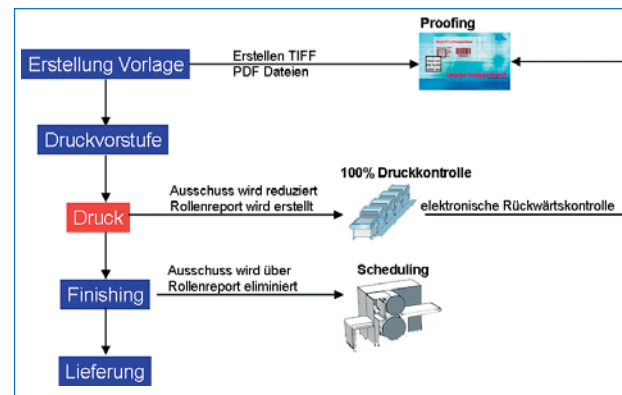 Proofing
Erstellung Vorlage
Erstellen TIFF
PDF Dateien
Druckvorstufe
100% Druckkontrolle
Druck
Ausschuss wird reduziert
Rollenreport wird erstellt
elektronische Rückwärtskontrolle
Scheduling
Finishing
Ausschuss wird über
Rollenreport eliminiert
Lieferung